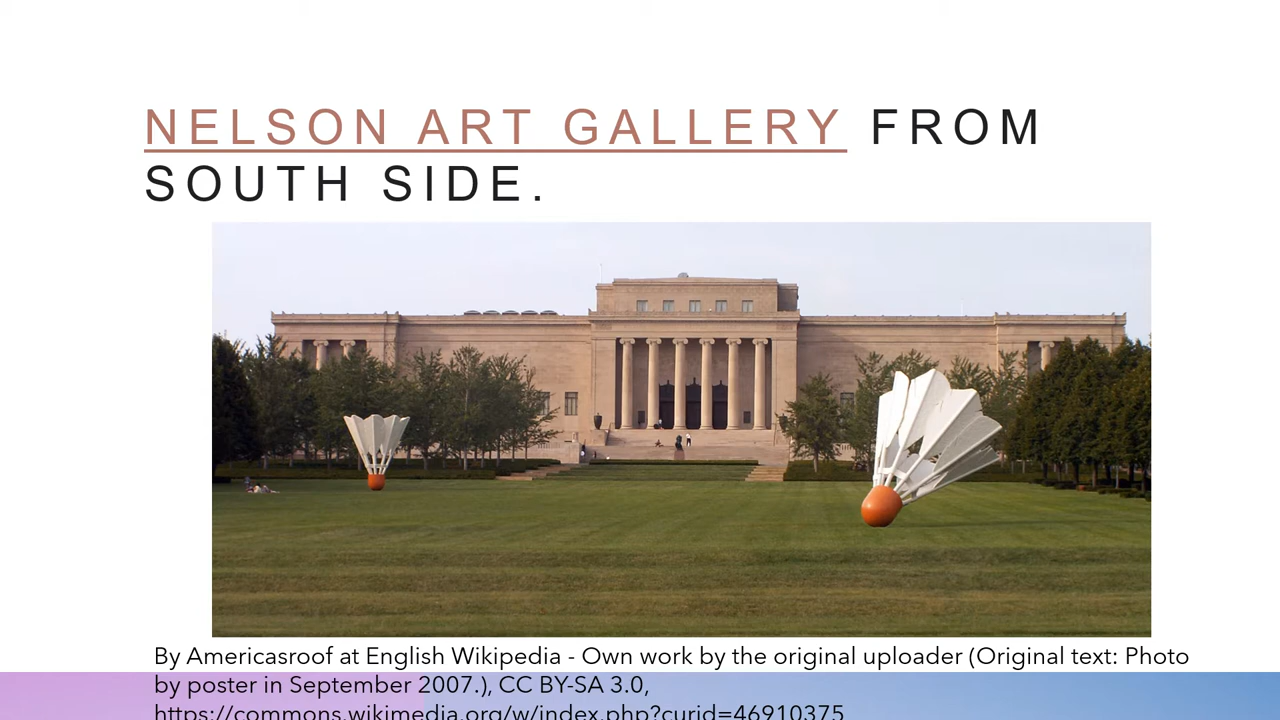 NELSON ART GALLERY FROM
SOUTH SIDE.
By Americasroof at English Wikipedia - Own work by the original uploader (Original text: Photo
by poster in September 2007.), CC BY-SA 3.0,
https://commons.wikimedia.org/w/index.php?curid=46910375